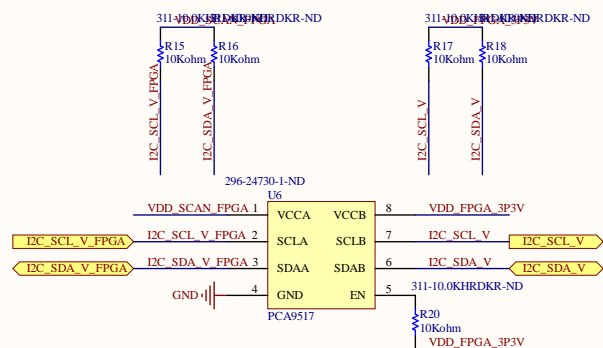 311-10.0KHRDKR-ND
VDD_SCAN_FPGA
311-10.0KHRDKR-ND
VDD_FPGA_3P3V
R15
10Kohm
R16
10Kohm
R17
10Kohm
R18
10Kohm
I2C_SCL_V_FPGA
I2C_SDA_V_FPGA
I2C_SCL_V
I2C_SDA_V
296-24730-1-ND
U6
VDD_SCAN_FPGA 1 VCCA VCCB 8 VDD_FPGA_3P3V
I2C_SCL_V_FPGA I2C_SCL_V_FPGA 2 SCLA SCLB 7 I2C_SCL_V I2C_SCL_V
I2C_SDA_V_FPGA I2C_SDA_V_FPGA 3 SDAA SDAB 6 I2C_SDA_V I2C_SDA_V
311-10.0KHRDKR-ND
GND 4 GND EN 5
PCA9517
R20
10Kohm
VDD_FPGA_3P3V